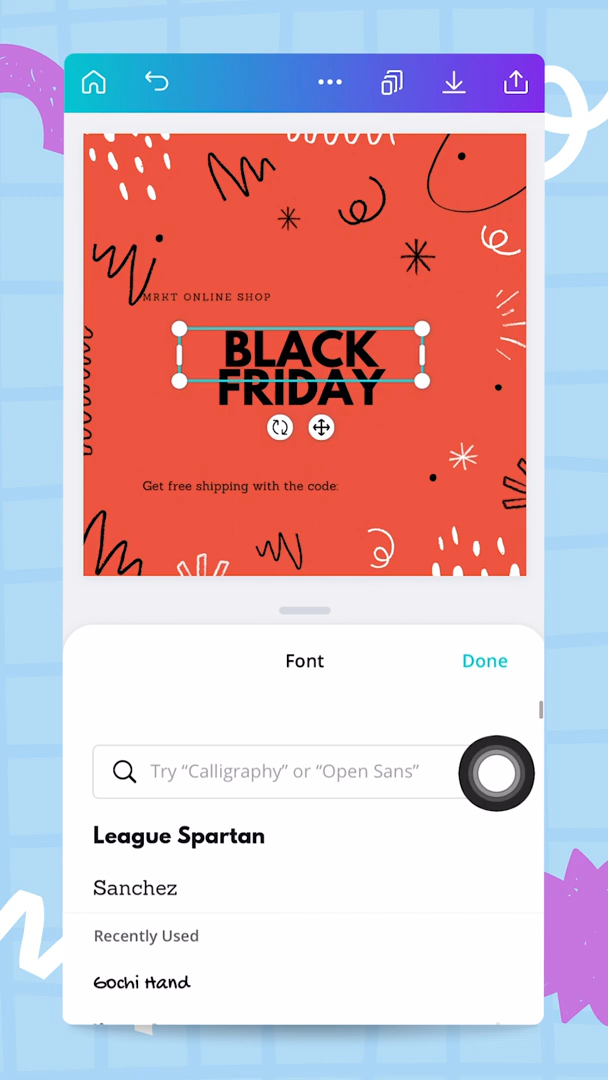 MRKT ONLINE SHOP
BLACK
FRIDAY
Get free shipping with the code:
Font
Done
Try “Calligraphy” or “Open Sans”
League Spartan
Sanchez
Recently Used
Gochi Hand